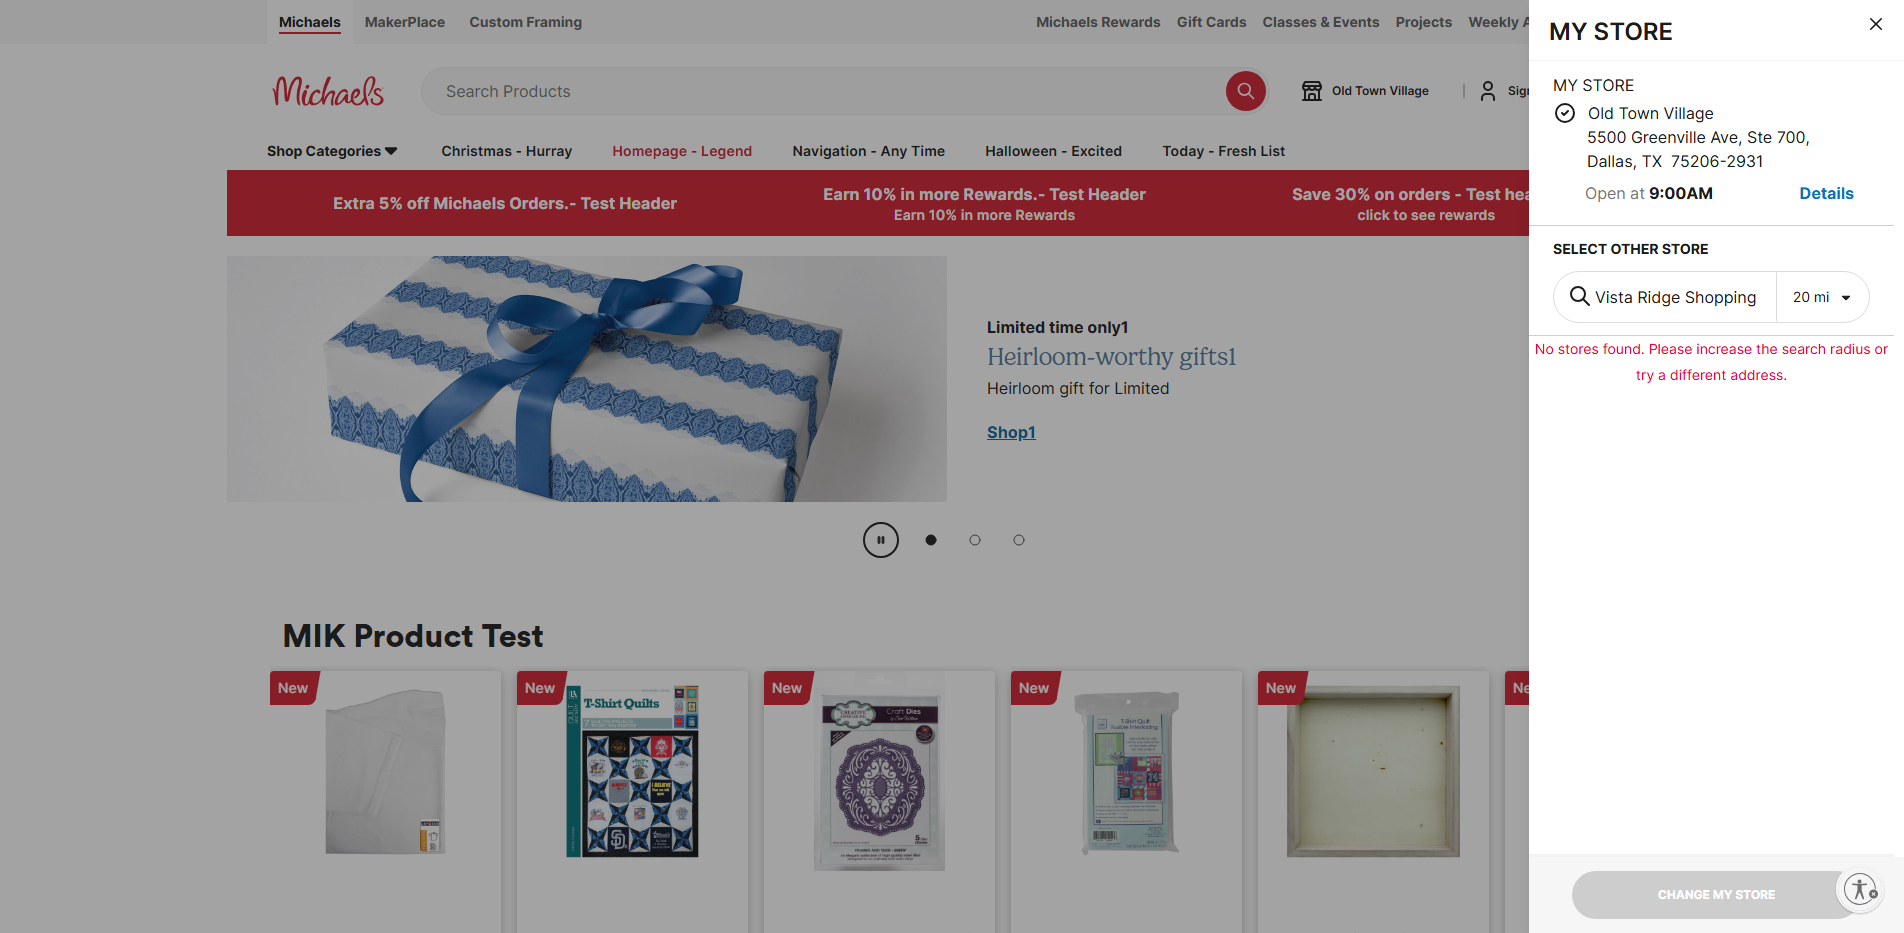 Michaels MakerPlace Custom Framing
Michaels Rewards Gift Cards Classes & Events Projects Weekly
Michaels
Search Products
Old Town Village
Shop Categories Christmas - Hurray Homepage - Legend Navigation - Any Time Halloween - Excited Today - Fresh List
Extra 5% off Michaels Orders.- Test Header
Earn 10% in more Rewards.- Test Header
Earn 10% in more Rewards
Save 30% on orders - Test
click to see rewards
Limited time only1
Heirloom-worthy gifts1
Heirloom gift for Limited
Shop1
MIK Product Test
New
New
T-Shirt Quilts
New
Craft Dies
New
T-Shirt Quilt
Fusible Interfacing
New
MY STORE
MY STORE
Old Town Village
5500 Greenville Ave, Ste 700,
Dallas, TX 75206-2931
Open at 9:00AM Details
SELECT OTHER STORE
Vista Ridge Shopping 20 mi
No stores found. Please increase the search radius or
try a different address.
CHANGE MY STORE